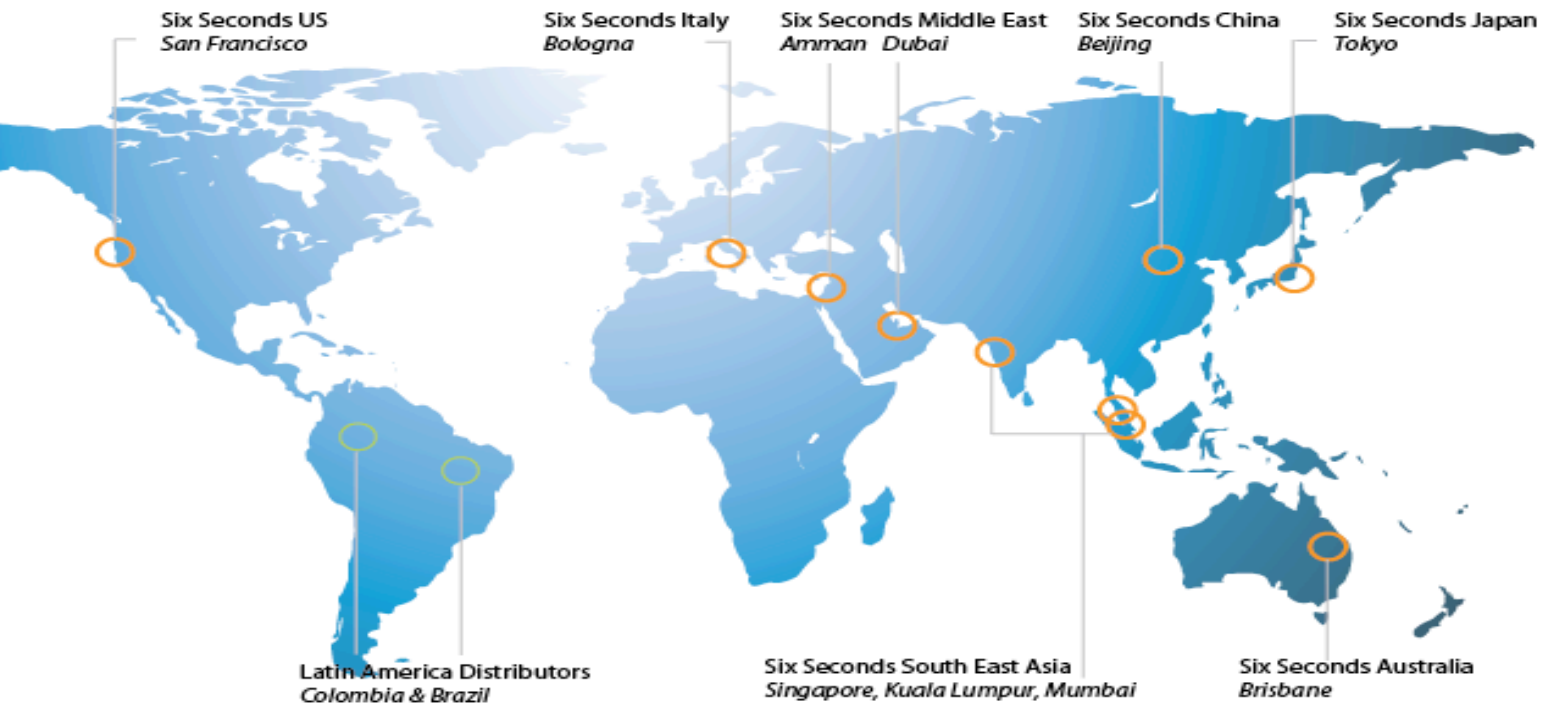 Six Seconds US
San Francisco
Six Seconds Italy
Bologna
Six Seconds Middle East
Amman Dubai
Six Seconds China
Beijing
Six Seconds Japan
Tokyo
Latin America Distributors
Colombia & Brazil
Six Seconds South East Asia
Singapore, Kuala Lumpur, Mumbai
Six Seconds Australia
Brisbane